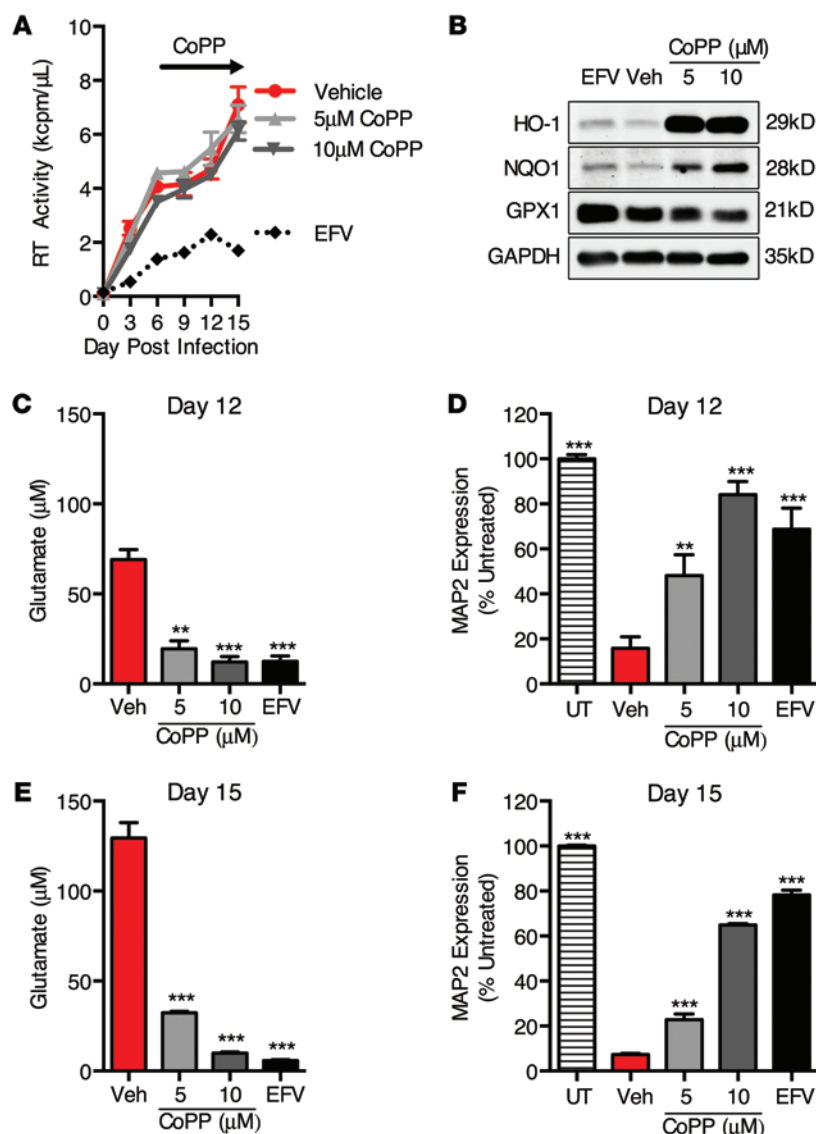 A
CoPP
RT Activity (kcpm/μL)
10
8
6
4
2
0
0 3 6 9 12 15
Day Post Infection
Vehicle
5μM CoPP
10μM CoPP
EFV
B
CoPP (μM)
EFV Veh 5 10
HO-1 29kD
NQO1 28kD
GPX1 21kD
GAPDH 35kD
C Day 12
Glutamate (μM)
150
100
50
0
** *** ***
Veh 5 10 EFV
CoPP (μM)
D Day 12
MAP2 Expression
(% Untreated)
120
100
80
60
40
20
0
*** ** *** ***
UT Veh 5 10 EFV
CoPP (μM)
E Day 15
Glutamate (μM)
150
100
50
0
*** *** ***
Veh 5 10 EFV
CoPP (μM)
F Day 15
MAP2 Expression
(% Untreated)
120
100
80
60
40
20
0
*** *** *** ***
UT Veh 5 10 EFV
CoPP (μM)